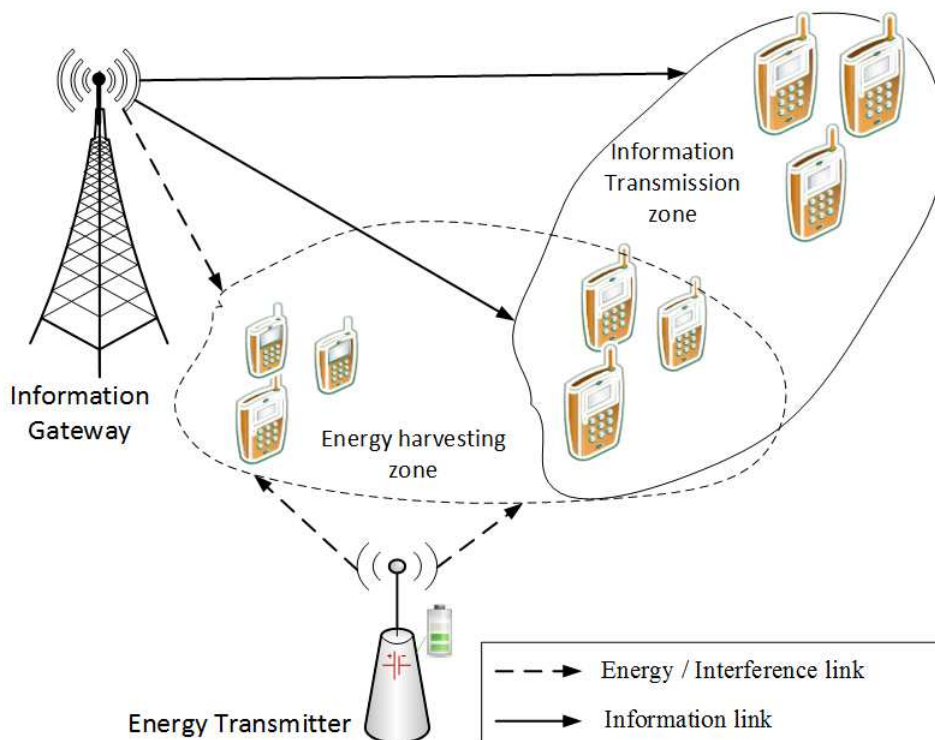 Information
Transmission
zone
Information
Gateway
Energy harvesting
zone
Energy Transmitter
Energy / Interference link
Information link